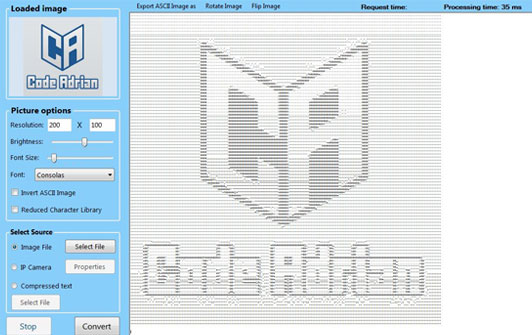 Export ASCII Image as Rotate Image Flip Image Request time: Processing time: 35 ms
Loaded image
CA
Code Adrian
Picture options
Resolution: 200 X 100
Brightness:
Font Size:
Font: Consolas
Invert ASCII Image
Reduced Character Library
Select Source
Image File Select File
IP Camera Properties
Compressed text
Select File
Stop Convert
Code Adrian